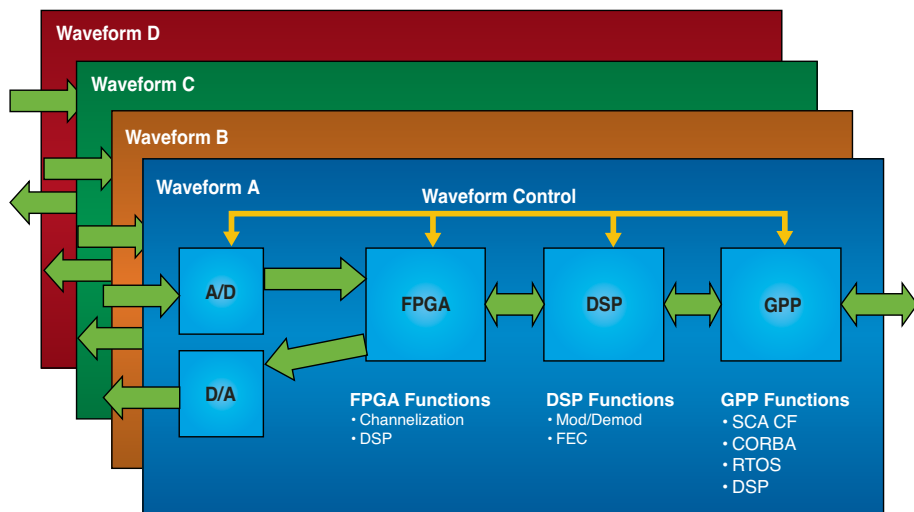 Waveform D
Waveform C
Waveform B
Waveform A
Waveform Control
A/D
FPGA
DSP
GPP
D/A
FPGA Functions
• Channelization
• DSP
DSP Functions
• Mod/Demod
• FEC
GPP Functions
• SCA CF
• CORBA
• RTOS
• DSP